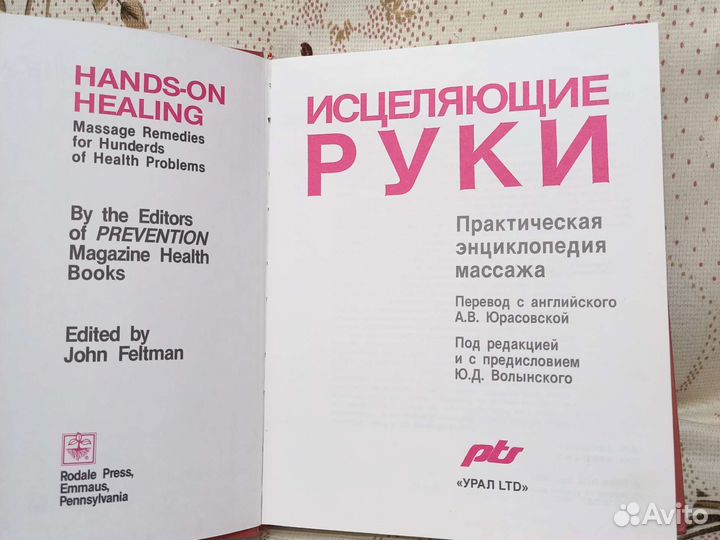 HANDS-ON
HEALING
Massage Remedies
for Hunderds
of Health Problems
By the Editors
of PREVENTION
Magazine Health
Books
Edited by
John Feltman
Rodale Press,
Emmaus,
Pennsylvania
ИСЦЕЛЯЮЩИЕ
РУКИ
Практическая
энциклопедия
массажа
Перевод с английского
А.В. Юрасовской
Под редакцией
и с предисловием
Ю.Д. Волынского
pts
«УРАЛ LTD»
Avito